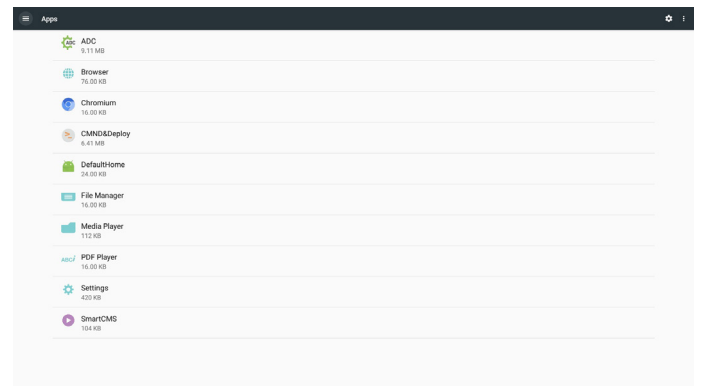 Apps
ADC
ADC
9.11 MB
Browser
76.00 KB
Chromium
16.00 KB
CMND&Deploy
6.41 MB
DefaultHome
24.00 KB
File Manager
16.00 KB
Media Player
112 KB
ABC
PDF Player
16.00 KB
Settings
420 KB
SmartCMS
104 KB